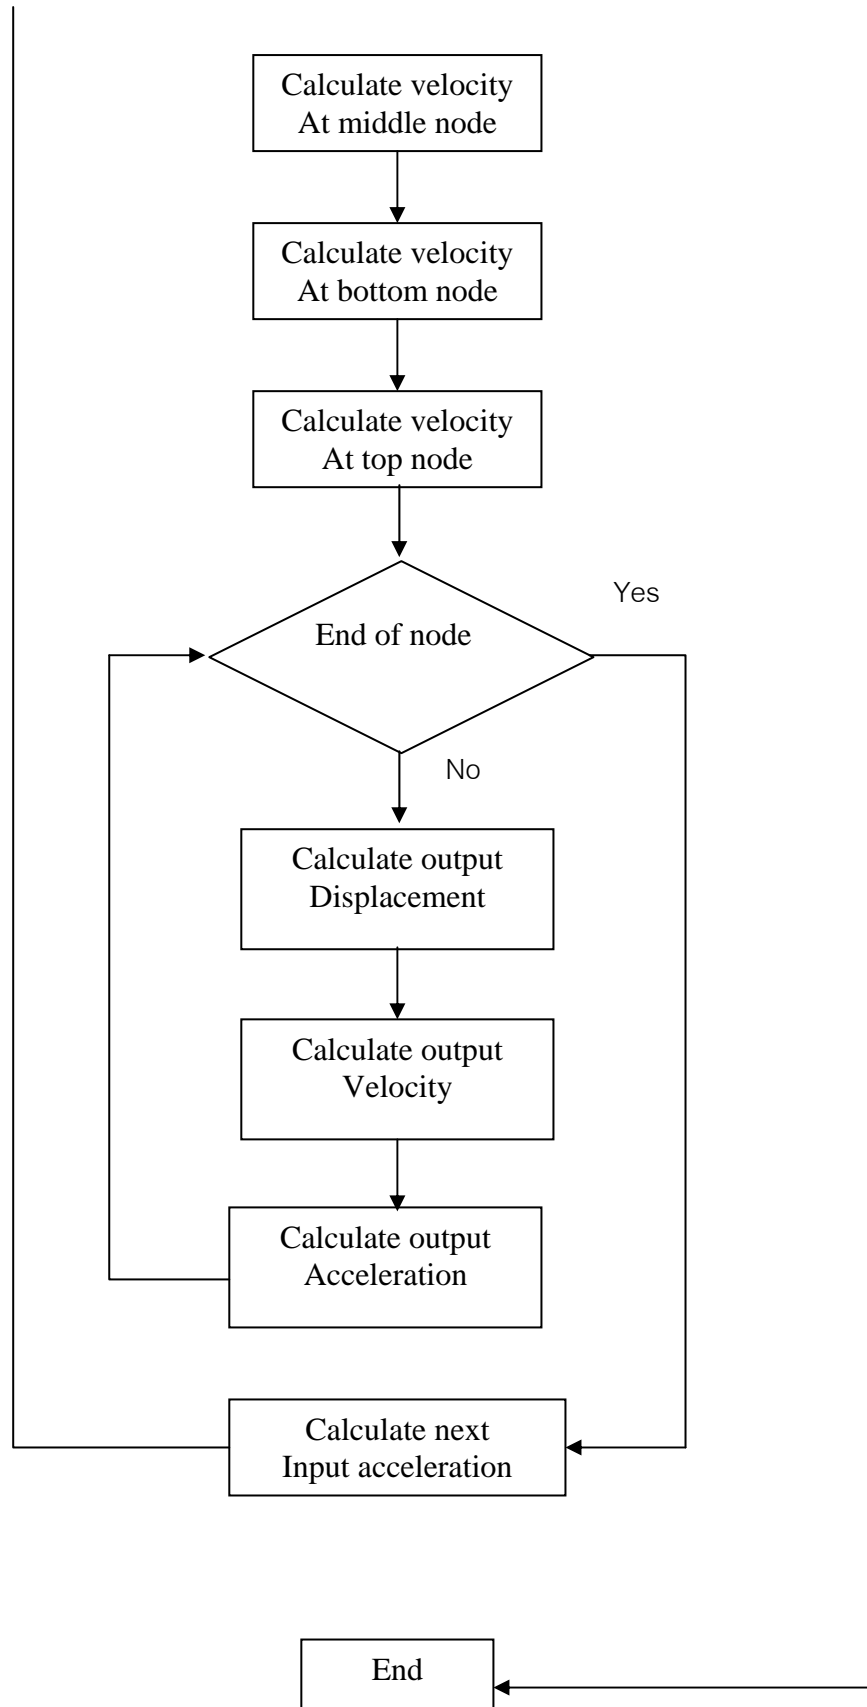 Calculate velocity
At middle node
Calculate velocity
At bottom node
Calculate velocity
At top node
Yes
End of node
No
Calculate output
Displacement
Calculate output
Velocity
Calculate output
Acceleration
Calculate next
Input acceleration
End